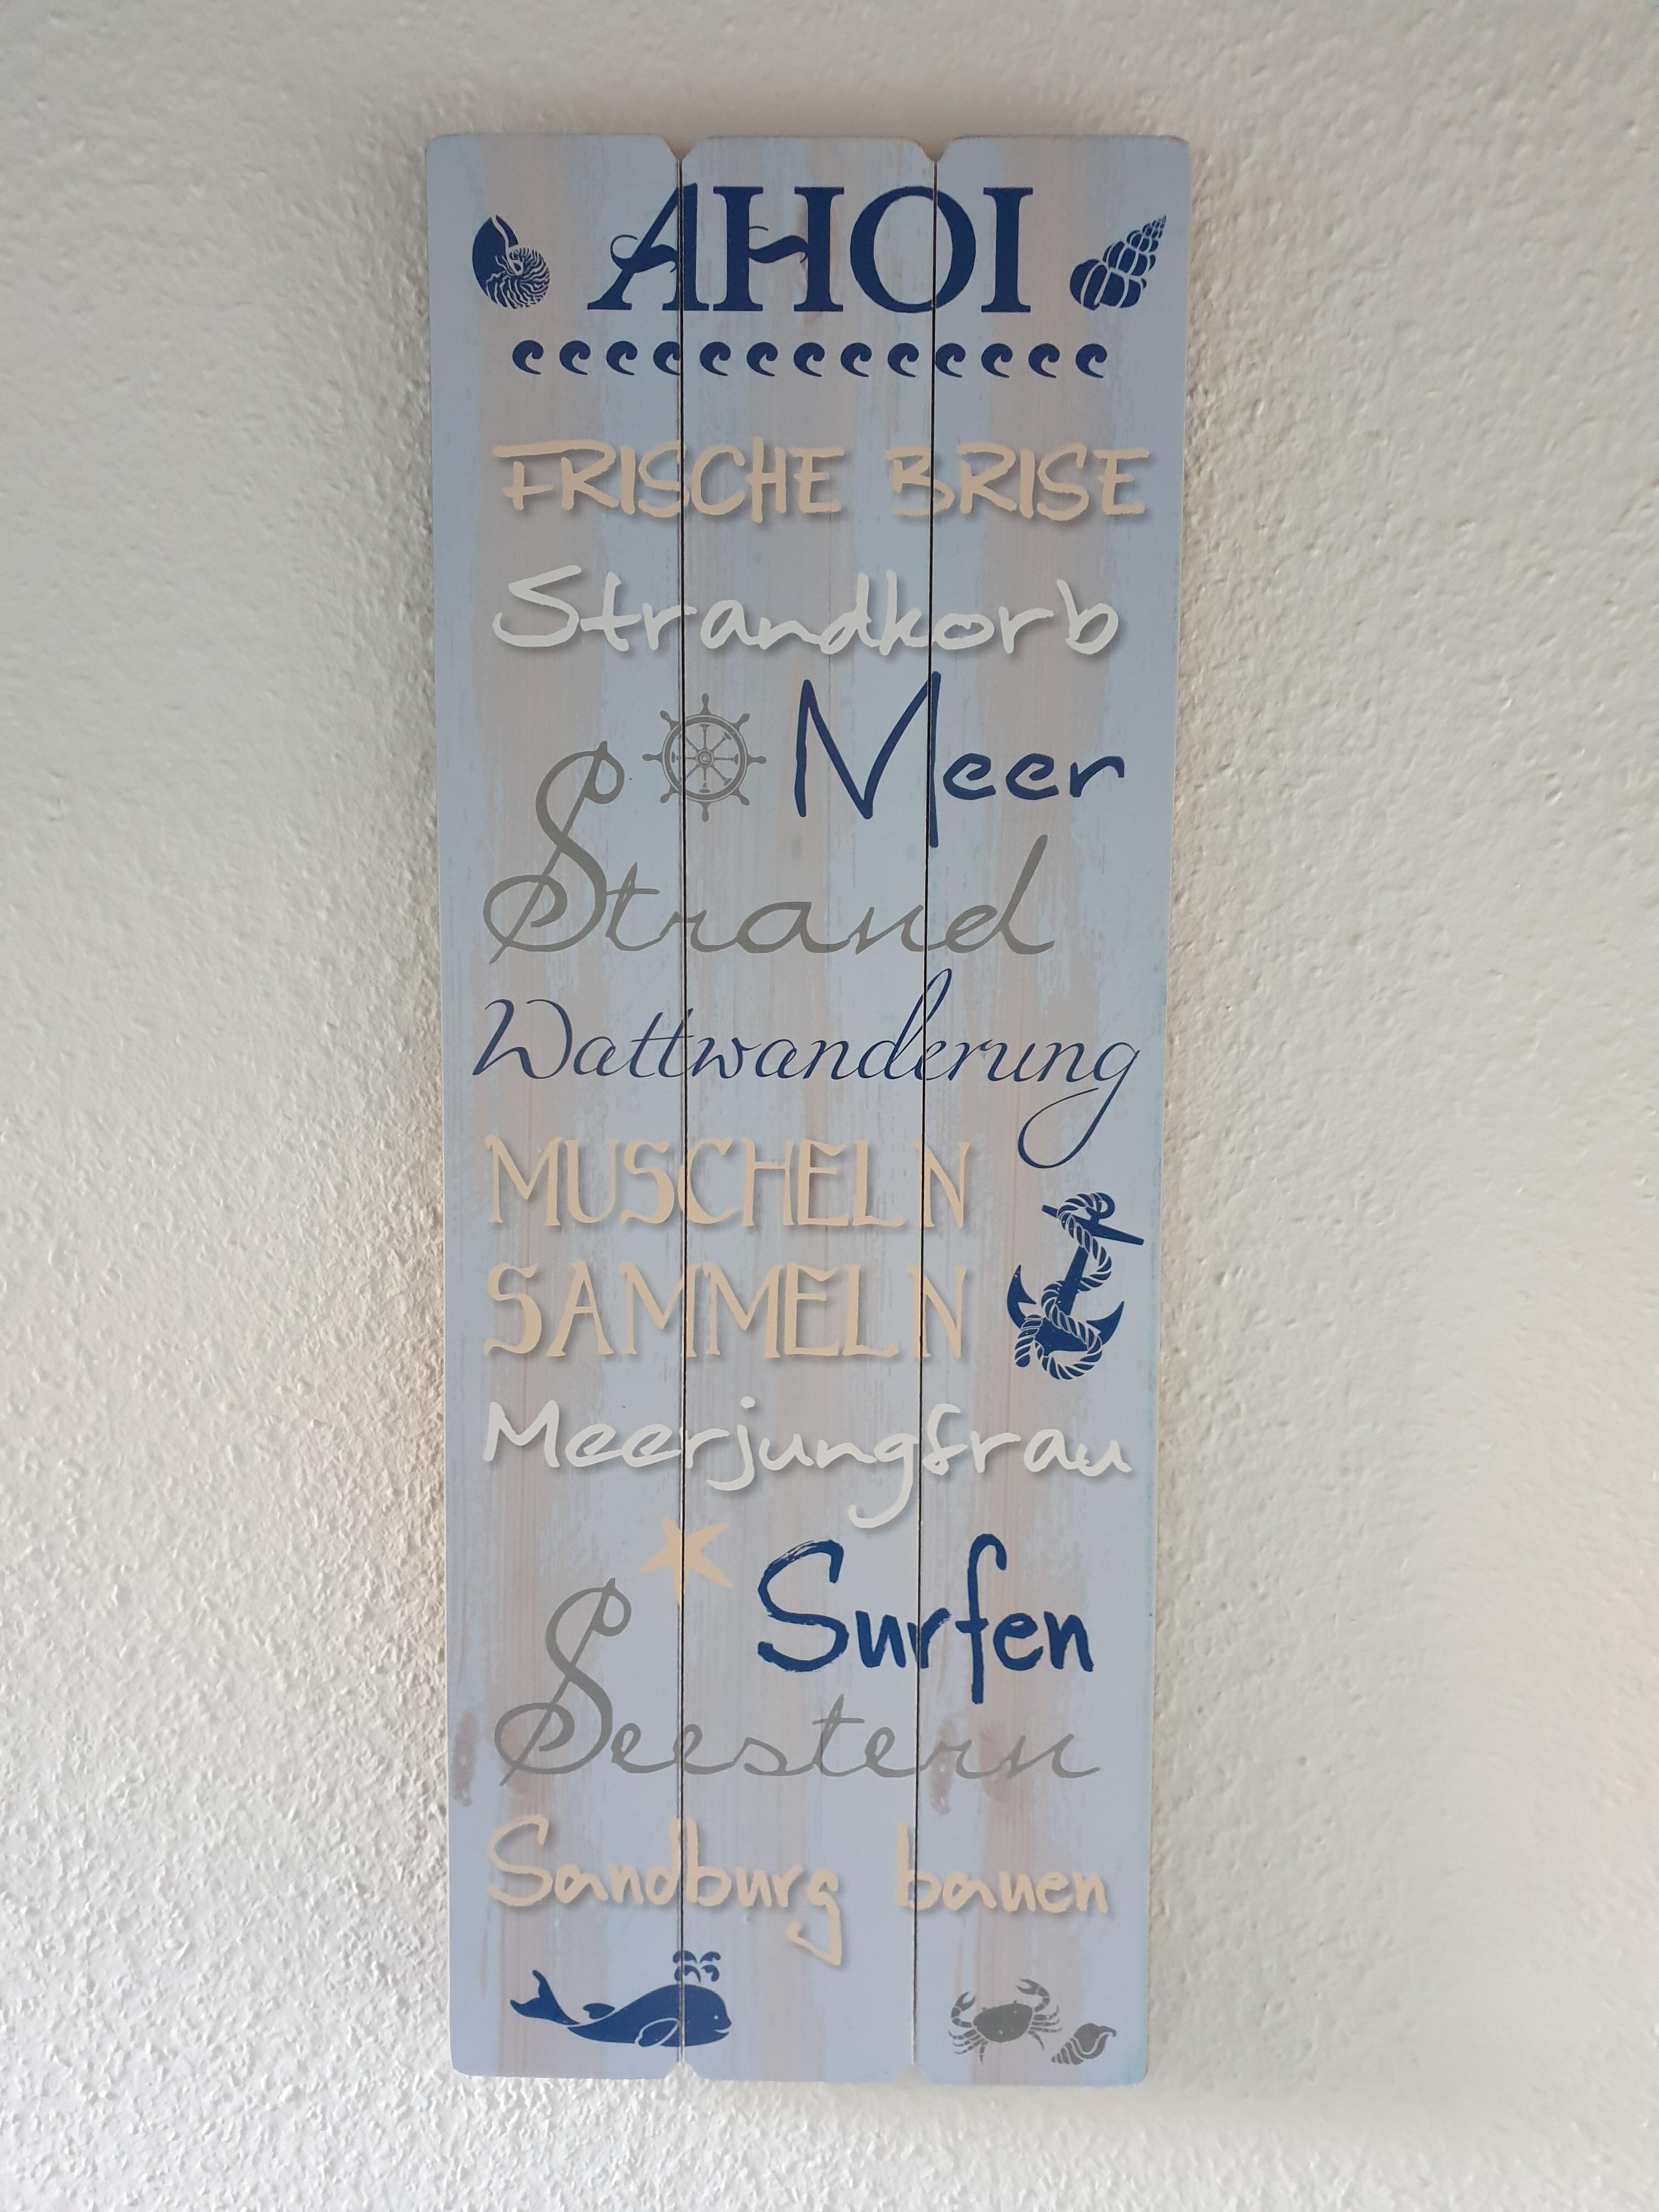 AHOI
FRISCHE BRISE
Strandkorb
Meer
Strand
Wattwanderung
MUSCHELN
SAMMELN
Meerjungfrau
Surfen
Seestern
Sandburg bauen